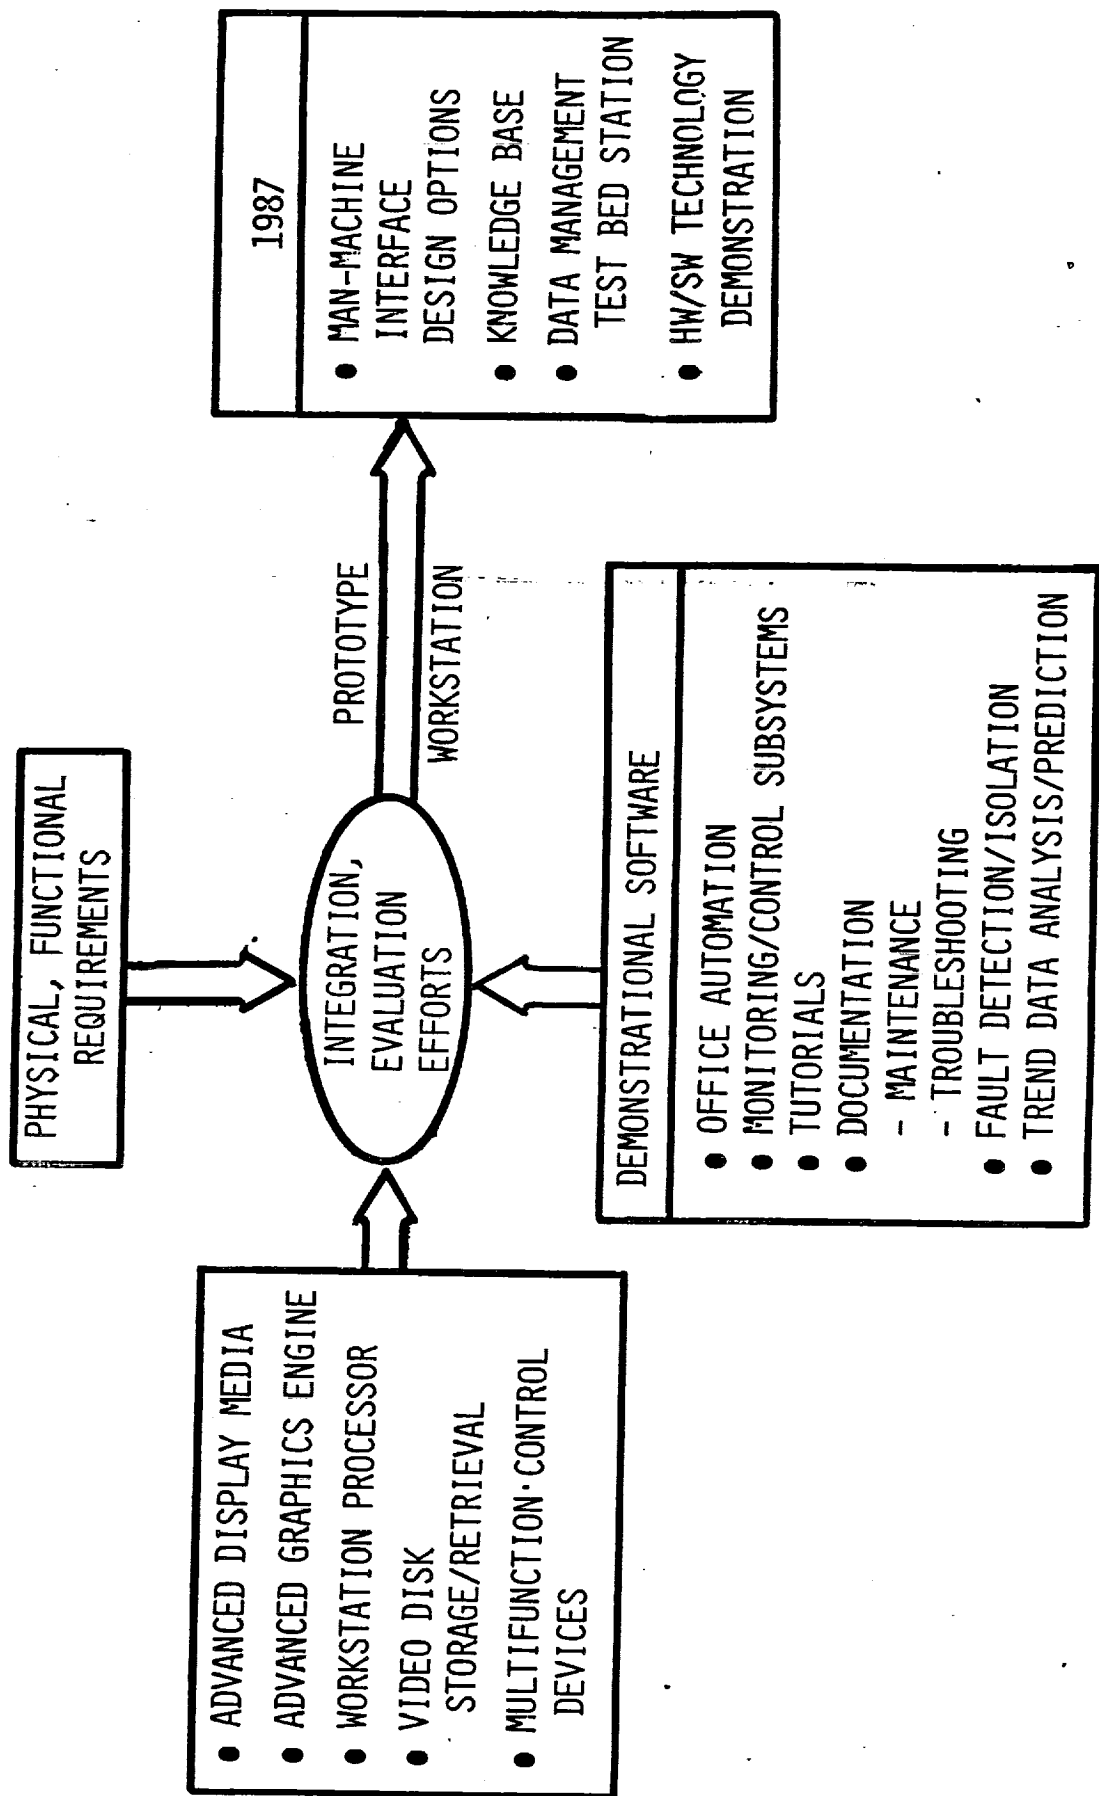 PHYSICAL, FUNCTIONAL
REQUIREMENTS
● ADVANCED DISPLAY MEDIA
● ADVANCED GRAPHICS ENGINE
● WORKSTATION PROCESSOR
● VIDEO DISK
STORAGE/RETRIEVAL
● MULTIFUNCTION·CONTROL
DEVICES
INTEGRATION,
EVALUATION
EFFORTS
PROTOTYPE
WORKSTATION
1987
● MAN-MACHINE
INTERFACE
DESIGN OPTIONS
● KNOWLEDGE BASE
● DATA MANAGEMENT
TEST BED STATION
● HW/SW TECHNOLOGY
DEMONSTRATION
DEMONSTRATIONAL SOFTWARE
● OFFICE AUTOMATION
● MONITORING/CONTROL SUBSYSTEMS
● TUTORIALS
● DOCUMENTATION
- MAINTENANCE
- TROUBLESHOOTING
● FAULT DETECTION/ISOLATION
● TREND DATA ANALYSIS/PREDICTION